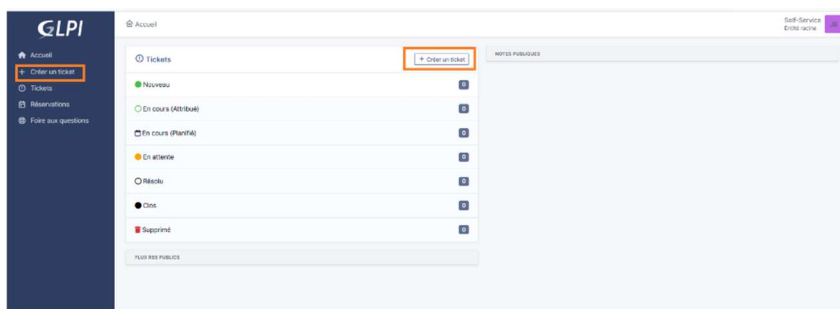 GLPI
Accueil
Créer un ticket
Tickets
Réservations
Foire aux questions
Accueil
Self-Service
Entité racine
Tickets
+ Créer un ticket
Nouveau 0
En cours (Attribué) 0
En cours (Planifié) 0
En attente 0
Résolu 0
Clos 0
Supprimé 0
FLUX RSS PUBLICS
NOTES PUBLIQUES